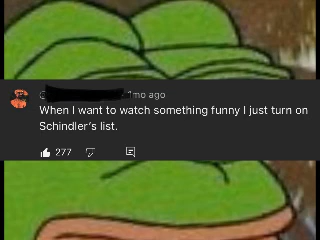 1mo ago
When I want to watch something funny I just turn on
Schindler's list.
277